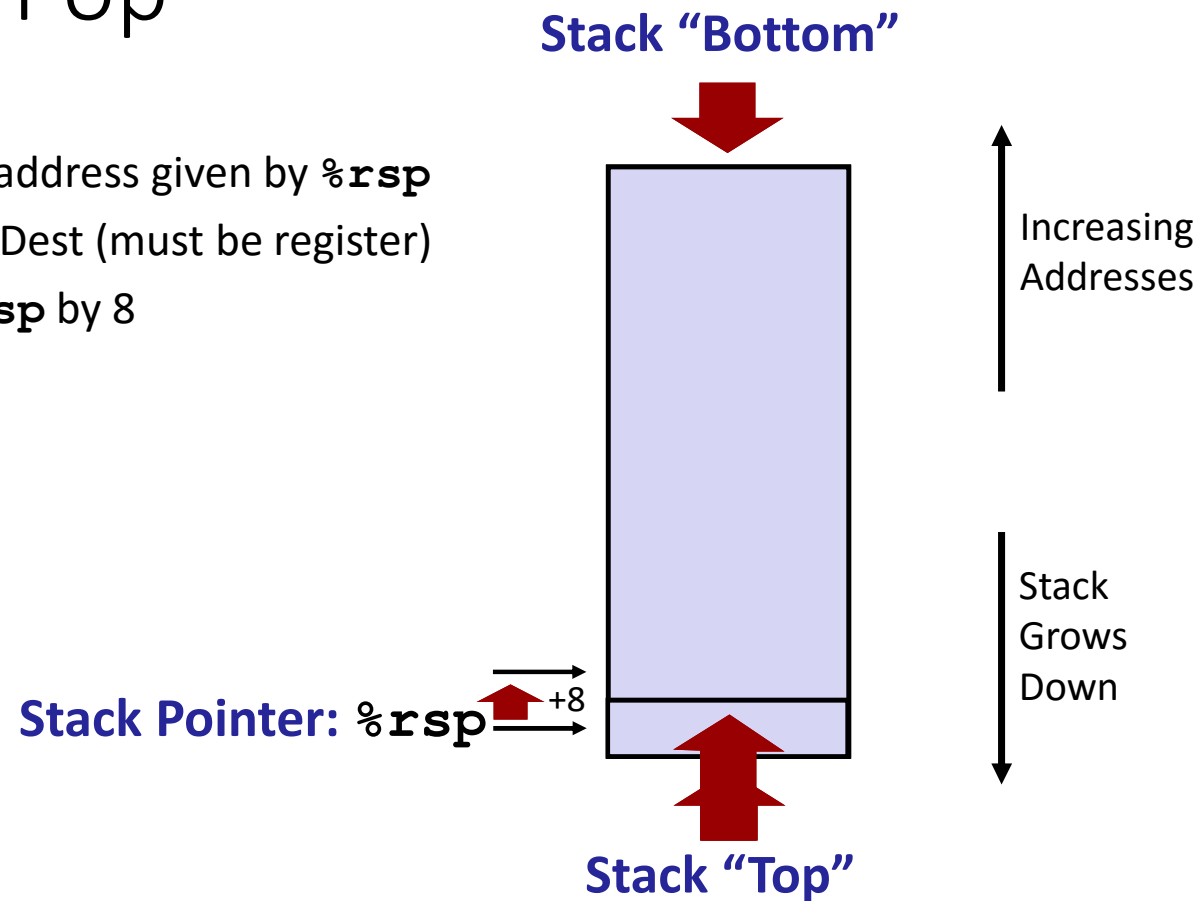 Pop
Stack “Bottom”
address given by %rsp
Dest (must be register)
sp by 8
Increasing
Addresses
Stack
Grows
Down
+8
Stack Pointer: %rsp
Stack “Top”